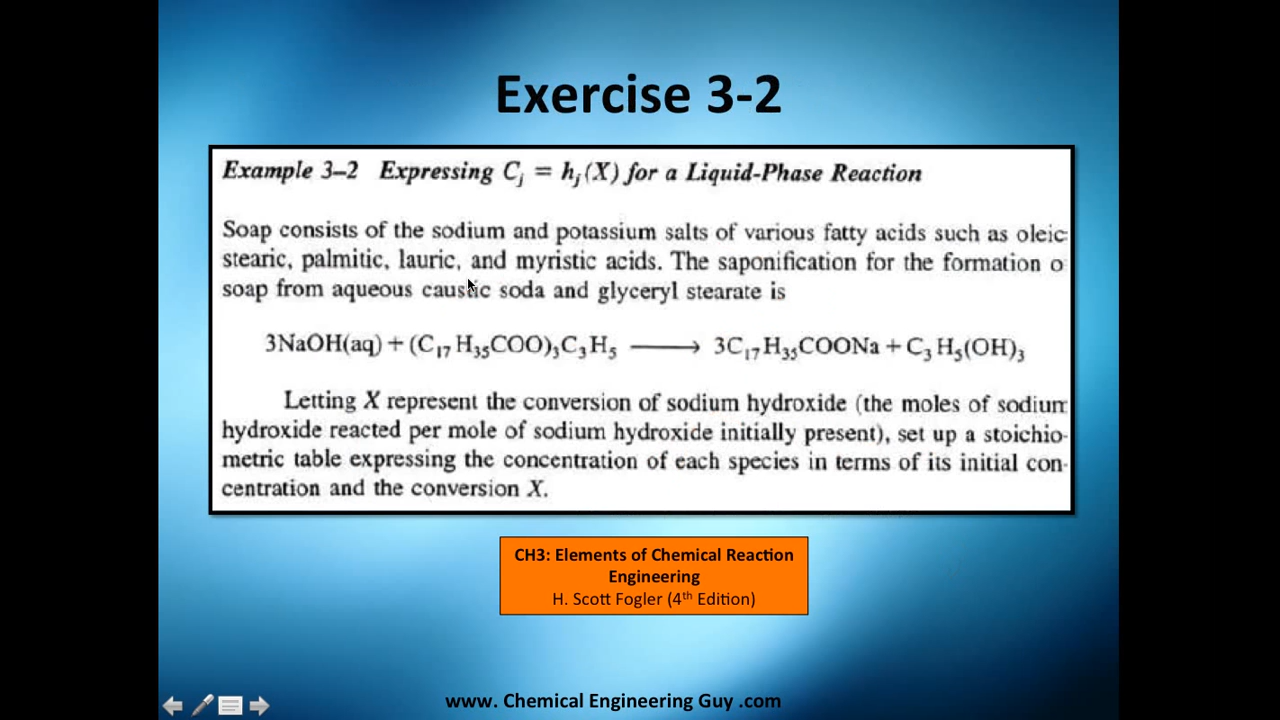 Exercise 3-2
Example 3–2 Expressing Cj = hj(X) for a Liquid-Phase Reaction
Soap consists of the sodium and potassium salts of various fatty acids such as oleic
stearic, palmitic, lauric, and myristic acids. The saponification for the formation o
soap from aqueous caustic soda and glyceryl stearate is
3NaOH(aq) + (C17H35COO)3C3H5 ⟶ 3C17H35COONa + C3H5(OH)3
Letting X represent the conversion of sodium hydroxide (the moles of sodium
hydroxide reacted per mole of sodium hydroxide initially present), set up a stoichio-
metric table expressing the concentration of each species in terms of its initial con-
centration and the conversion X.
CH3: Elements of Chemical Reaction
Engineering
H. Scott Fogler (4th Edition)
www. Chemical Engineering Guy .com